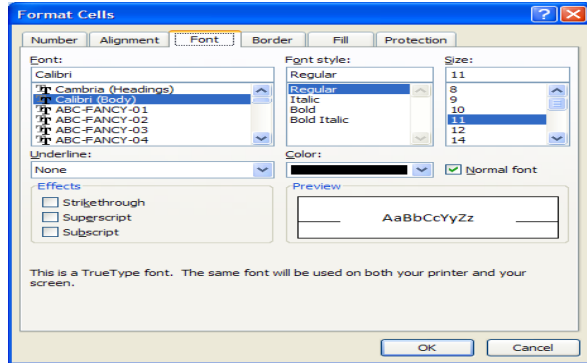 Format Cells
Number Alignment Font Border Fill Protection
Font: Font style: Size:
Calibri Regular 11
Cambria (Headings) Regular 8
Calibri (Body) Italic 9
ABC-FANCY-01 Bold 10
ABC-FANCY-02 Bold Italic 11
ABC-FANCY-03 12
ABC-FANCY-04 14
Underline: Color:
None Normal font
Effects Preview
Strikethrough
Superscript AaBbCcYyZz
Subscript
This is a TrueType font. The same font will be used on both your printer and your
screen.
OK Cancel